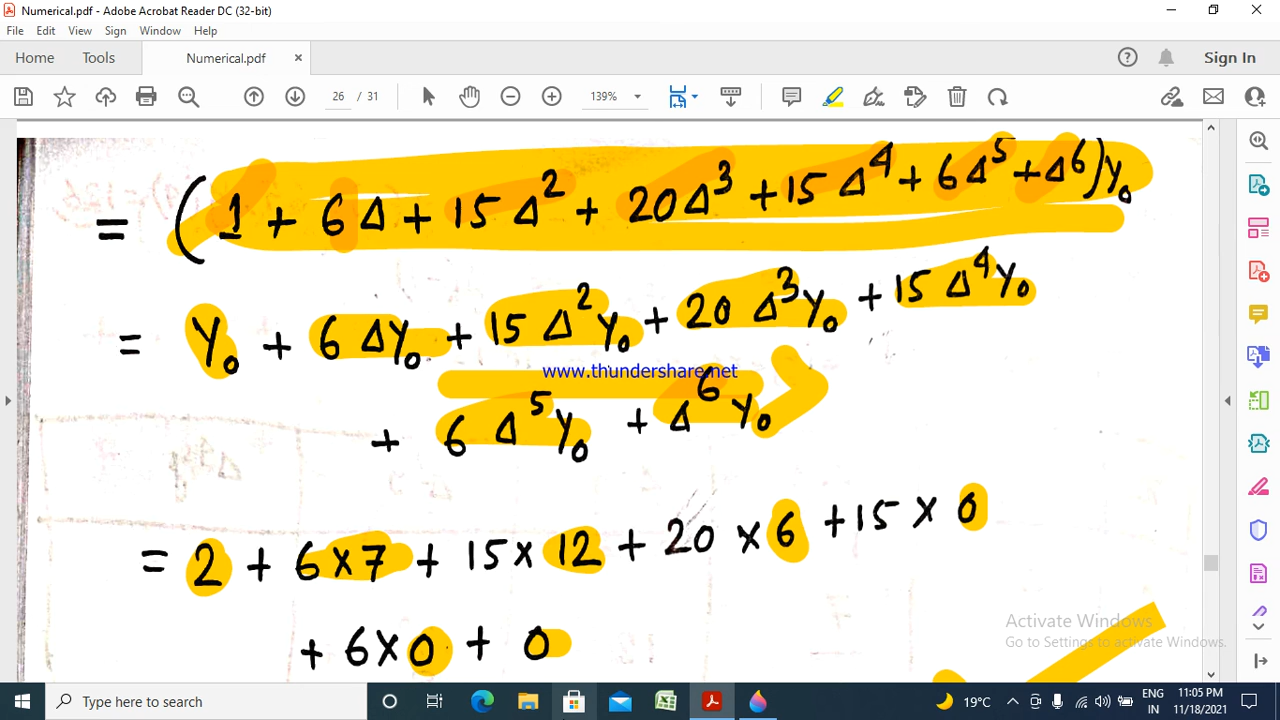 Numerical.pdf - Adobe Acrobat Reader DC (32-bit)
File Edit View Sign Window Help
Home Tools Numerical.pdf × Sign In
26 / 31 139%
= (1 + 6Δ + 15Δ² + 20Δ³ + 15Δ⁴ + 6Δ⁵ + Δ⁶)y₀
= y₀ + 6Δy₀ + 15Δ²y₀ + 20Δ³y₀ + 15Δ⁴y₀
www.thundershare.net
+ 6Δ⁵y₀ + Δ⁶y₀
= 2 + 6×7 + 15×12 + 20×6 + 15×0
+ 6×0 + 0
Activate Windows
Go to Settings to activate Windows.
Type here to search
19°C ENG 11:05 PM
IN 11/18/2021